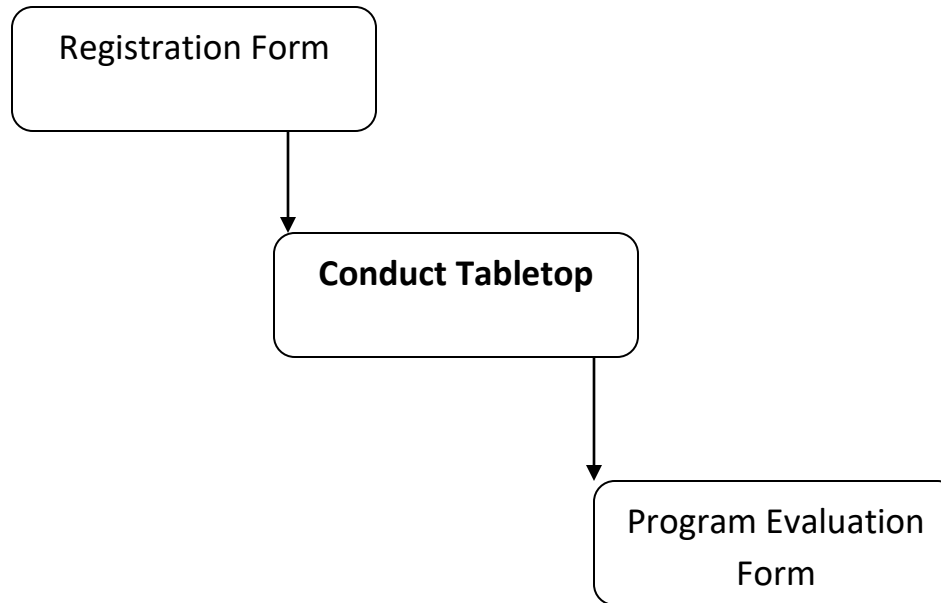 Registration Form
Conduct Tabletop
Program Evaluation
Form